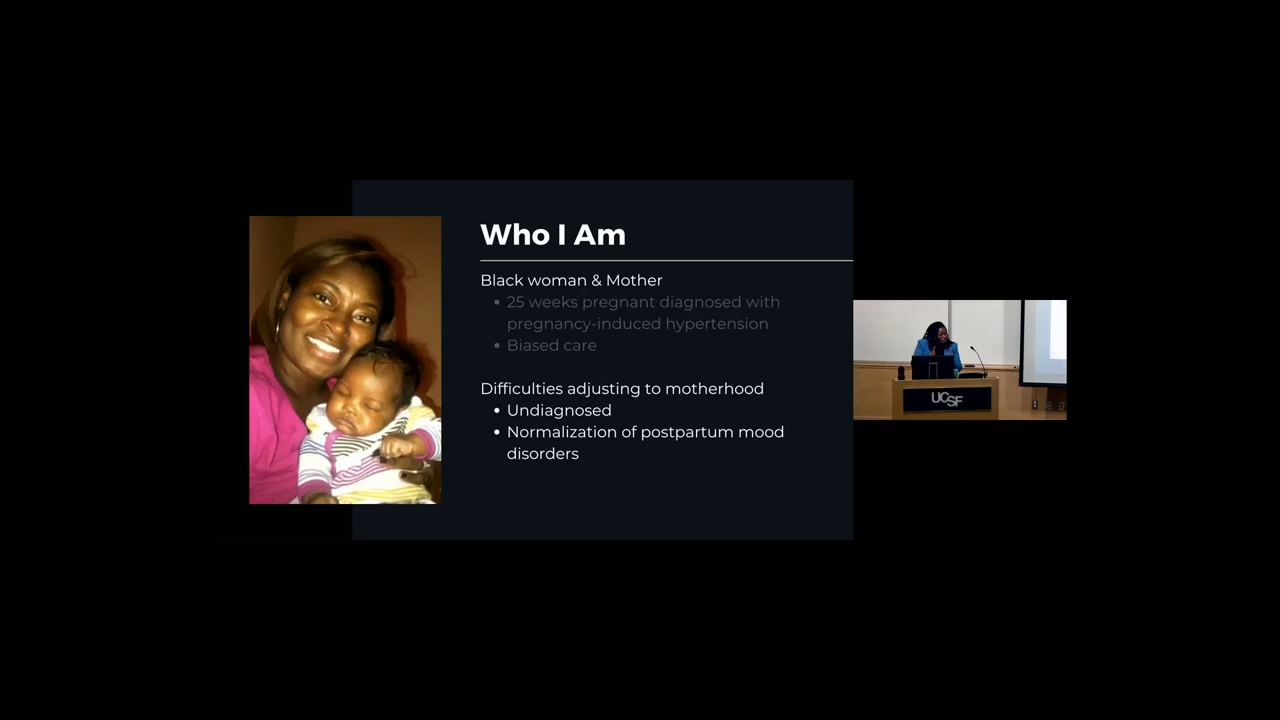 Who I Am
Black woman & Mother
• 25 weeks pregnant diagnosed with
pregnancy-induced hypertension
• Biased care
Difficulties adjusting to motherhood
• Undiagnosed
• Normalization of postpartum mood
disorders
UCSF